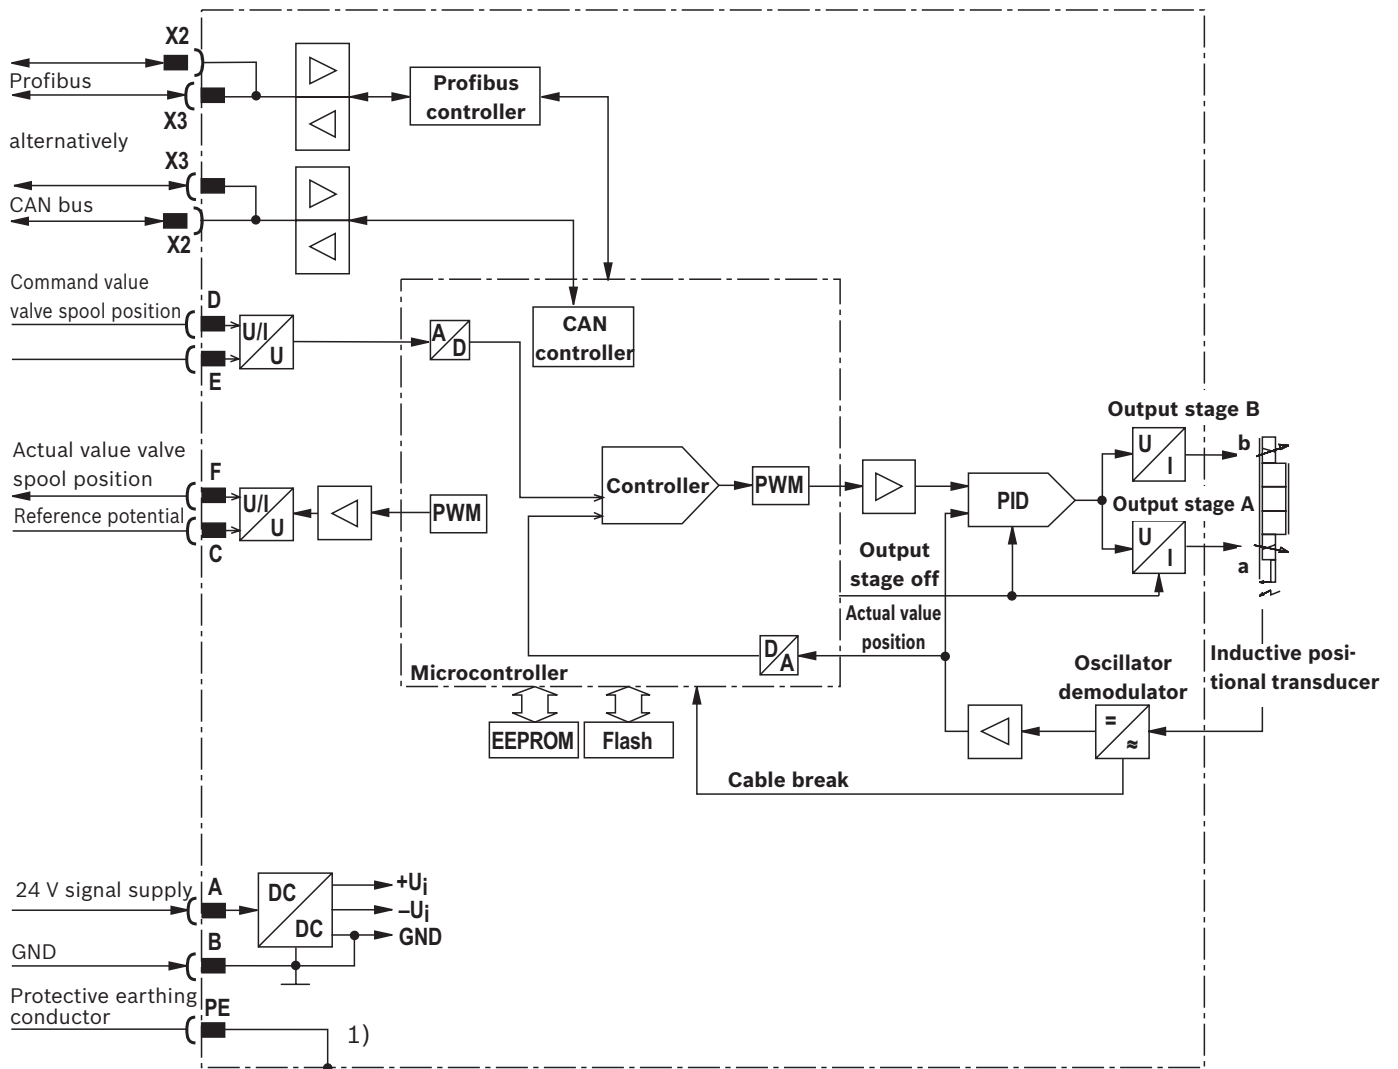 X2
Profibus
X3
Profibus
controller
alternatively
X3
CAN bus
X2
Command value
valve spool position
D
E
U/I
U
A
D
CAN
controller
Actual value valve
spool position
F
Reference potential
C
U/I
U
PWM
Controller
PWM
PID
Output stage B
U
I
b
Output stage A
U
I
a
Output
stage off
Actual value
position
D
A
Microcontroller
EEPROM
Flash
Oscillator
demodulator
=
≈
Inductive posi-
tional transducer
Cable break
24 V signal supply
A
DC
DC
+Ui
–Ui
GND
B
GND
Protective earthing
conductor
PE
1)